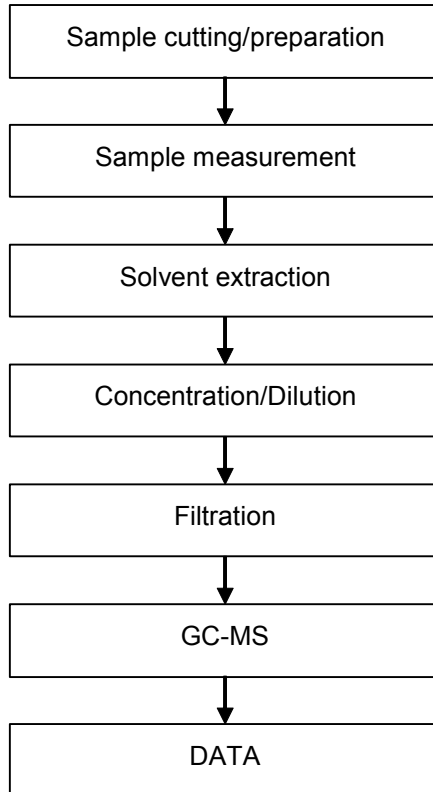 Sample cutting/preparation
Sample measurement
Solvent extraction
Concentration/Dilution
Filtration
GC-MS
DATA